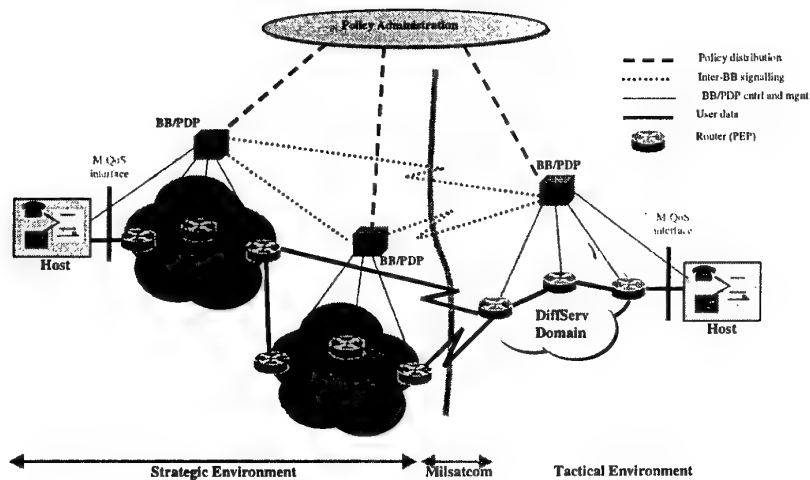 Policy Administration
Policy distribution
Inter-BB signalling
BB/PDP cntrl and mgnt
User data
Router (PEP)
BB/PDP
M QoS
interface
BB/PDP
M QoS
interface
BB/PDP
Host
DiffServ
Domain
Host
Strategic Environment
Milsatcom
Tactical Environment